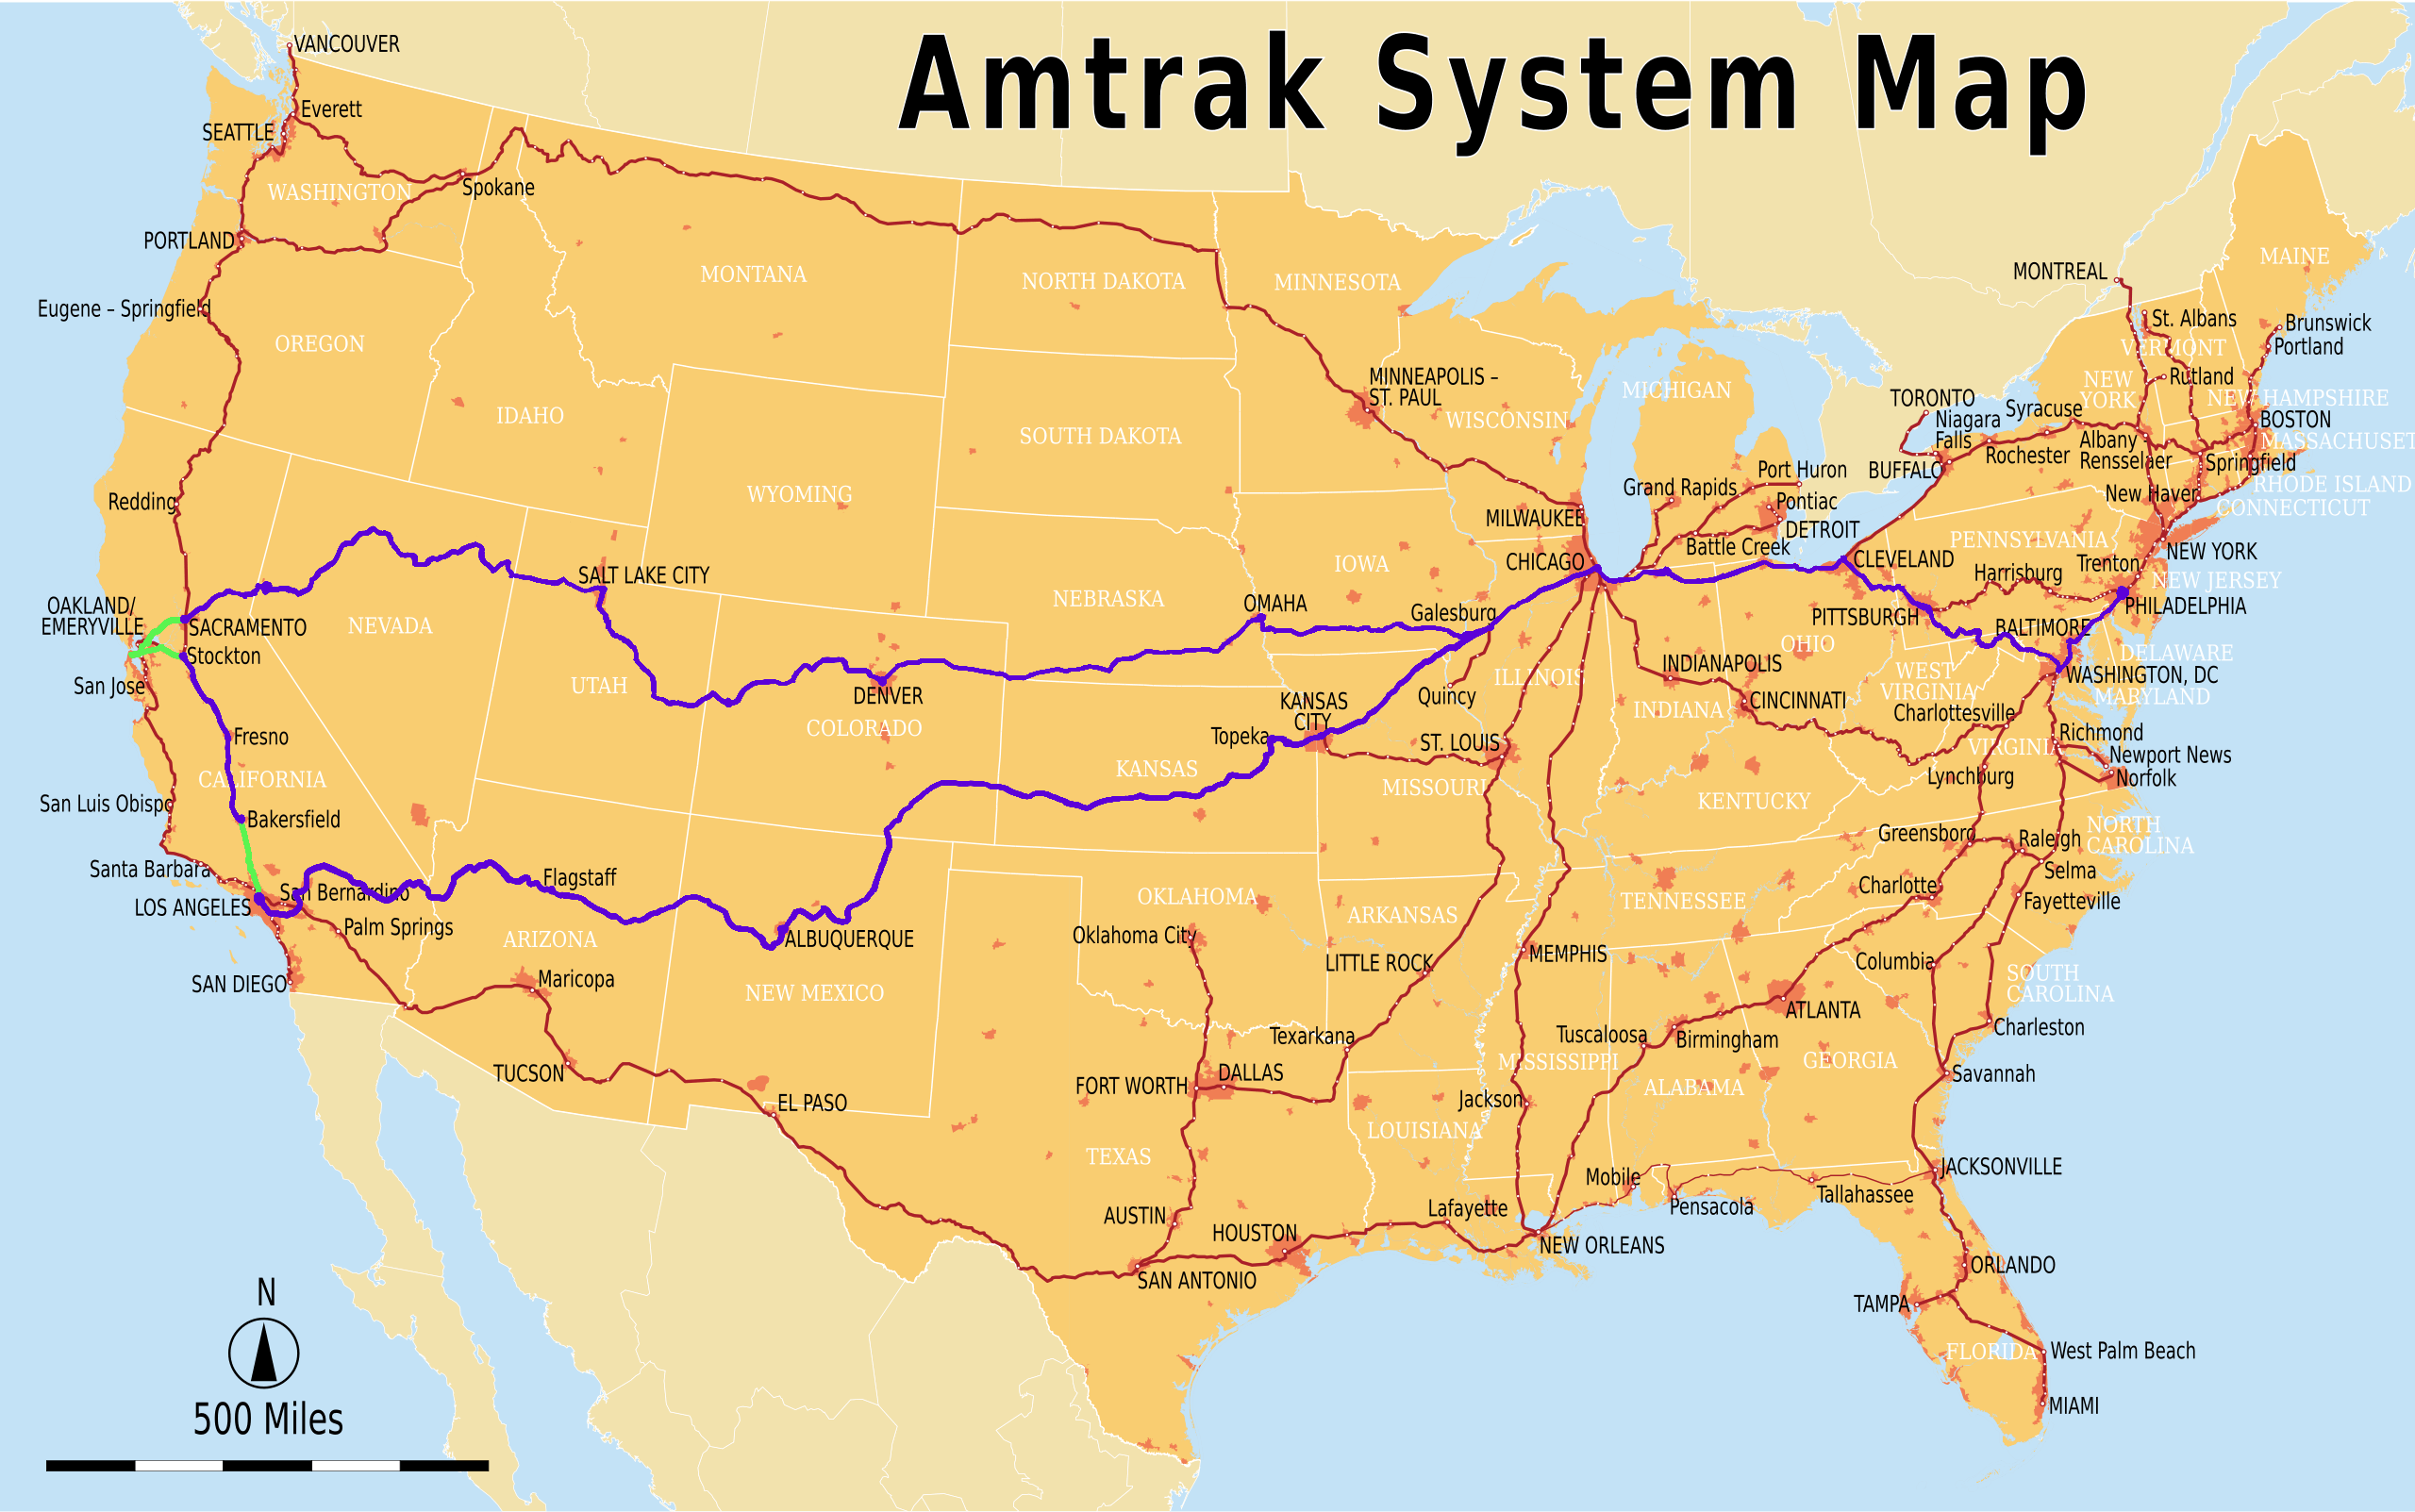 Amtrak System Map
VANCOUVER
Everett
SEATTLE
WASHINGTON
Spokane
PORTLAND
Eugene – Springfield
OREGON
IDAHO
MONTANA
NORTH DAKOTA
MINNESOTA
MINNEAPOLIS –
ST. PAUL
WISCONSIN
MICHIGAN
SOUTH DAKOTA
WYOMING
Redding
MONTREAL
MAINE
St. Albans
VERMONT
Brunswick
Portland
Rutland
NEW
YORK
NEW HAMPSHIRE
TORONTO
Niagara
Falls
Syracuse
BOSTON
Albany
Rensselaer
MASSACHUSET
BUFFALO
Rochester
Springfield
RHODE ISLAND
New Haven
CONNECTICUT
Port Huron
Grand Rapids
Pontiac
DETROIT
Battle Creek
MILWAUKEE
CHICAGO
CLEVELAND
PENNSYLVANIA
NEW YORK
Harrisburg
Trenton
NEW JERSEY
PHILADELPHIA
PITTSBURGH
BALTIMORE
OHIO
DELAWARE
WEST
VIRGINIA
WASHINGTON, DC
MARYLAND
IOWA
NEBRASKA
OMAHA
Galesburg
SALT LAKE CITY
OAKLAND/
EMERYVILLE
SACRAMENTO
Stockton
San Jose
NEVADA
UTAH
DENVER
COLORADO
Quincy
ILLINOIS
INDIANAPOLIS
INDIANA
CINCINNATI
Charlottesville
Richmond
VIRGINIA
Newport News
Norfolk
Lynchburg
KANSAS
CITY
Topeka
ST. LOUIS
KANSAS
MISSOURI
KENTUCKY
Fresno
CALIFORNIA
San Luis Obispo
Bakersfield
Santa Barbara
San Bernardino
LOS ANGELES
Palm Springs
SAN DIEGO
Flagstaff
ARIZONA
Maricopa
TUCSON
ALBUQUERQUE
NEW MEXICO
EL PASO
OKLAHOMA
Oklahoma City
ARKANSAS
LITTLE ROCK
TENNESSEE
MEMPHIS
Greensboro
Raleigh
NORTH
CAROLINA
Selma
Charlotte
Fayetteville
Columbia
SOUTH
CAROLINA
Charleston
ATLANTA
Tuscaloosa
Birmingham
GEORGIA
Savannah
MISSISSIPPI
ALABAMA
Texarkana
FORT WORTH
DALLAS
Jackson
LOUISIANA
TEXAS
AUSTIN
HOUSTON
SAN ANTONIO
Lafayette
NEW ORLEANS
Mobile
Pensacola
Tallahassee
JACKSONVILLE
ORLANDO
TAMPA
FLORIDA
West Palm Beach
MIAMI
N
500 Miles